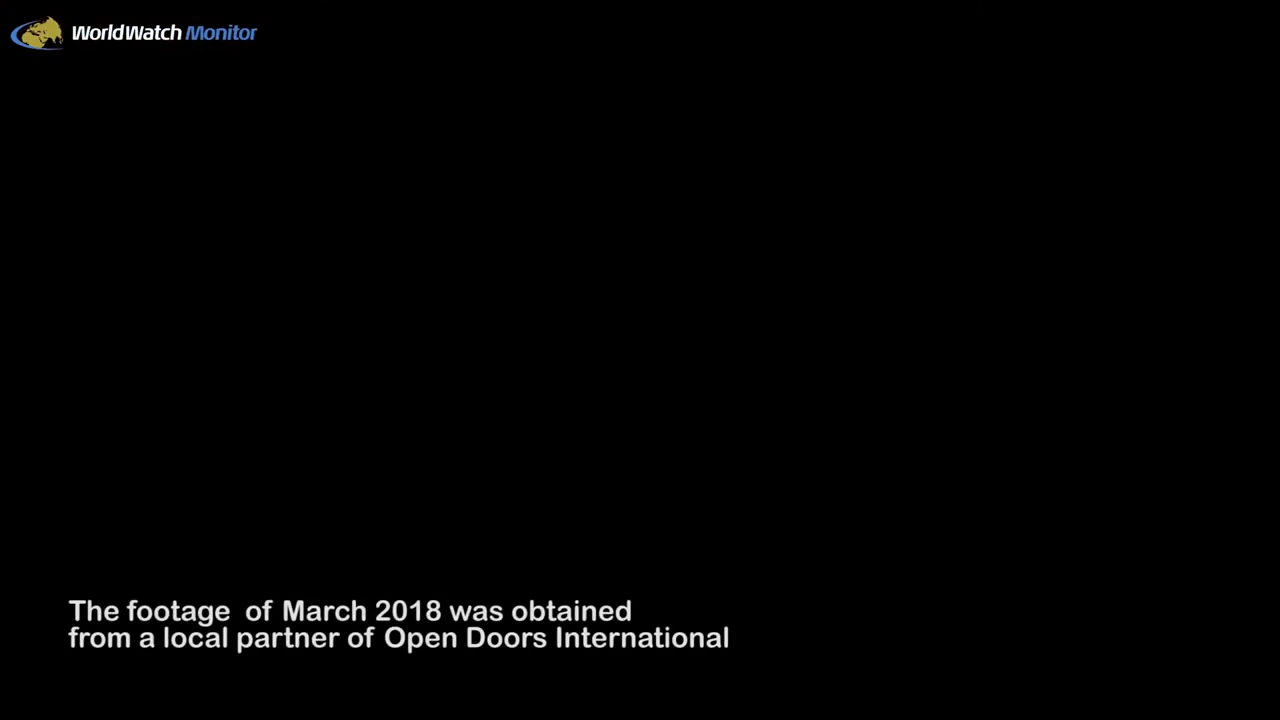 WorldWatch Monitor
The footage of March 2018 was obtained
from a local partner of Open Doors International